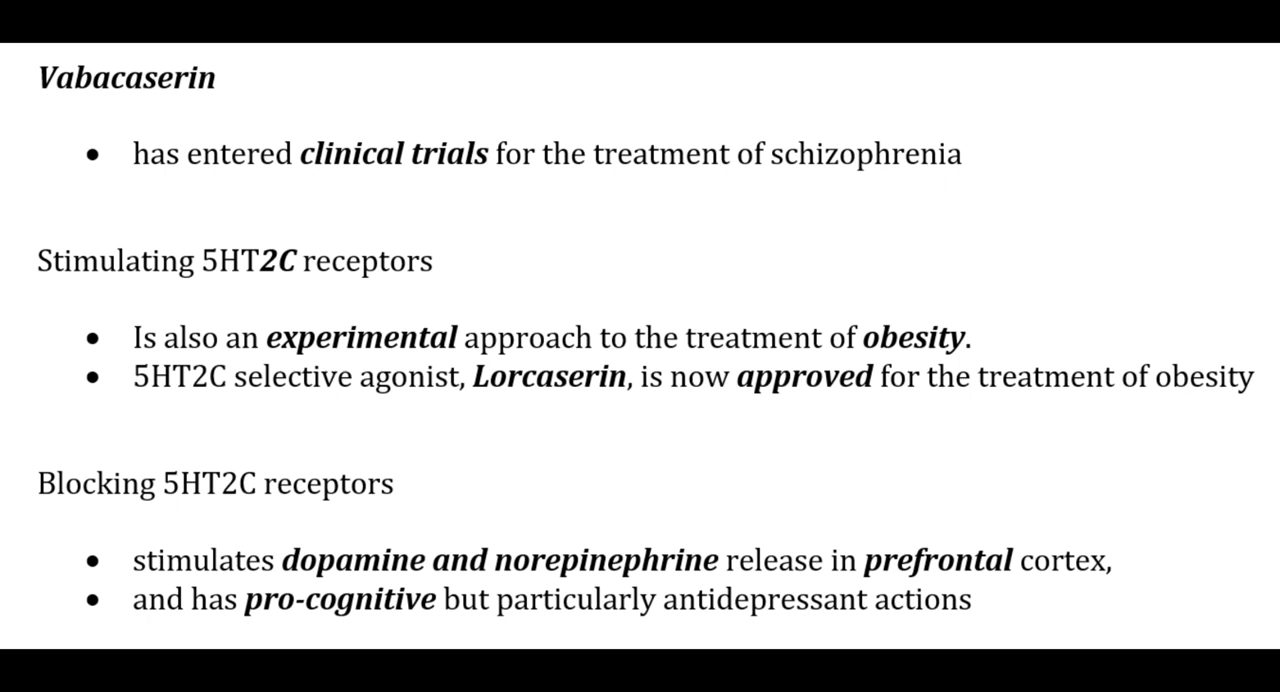 Vabacaserin
• has entered clinical trials for the treatment of schizophrenia
Stimulating 5HT2C receptors
• Is also an experimental approach to the treatment of obesity.
• 5HT2C selective agonist, Lorcaserin, is now approved for the treatment of obesity
Blocking 5HT2C receptors
• stimulates dopamine and norepinephrine release in prefrontal cortex,
• and has pro-cognitive but particularly antidepressant actions